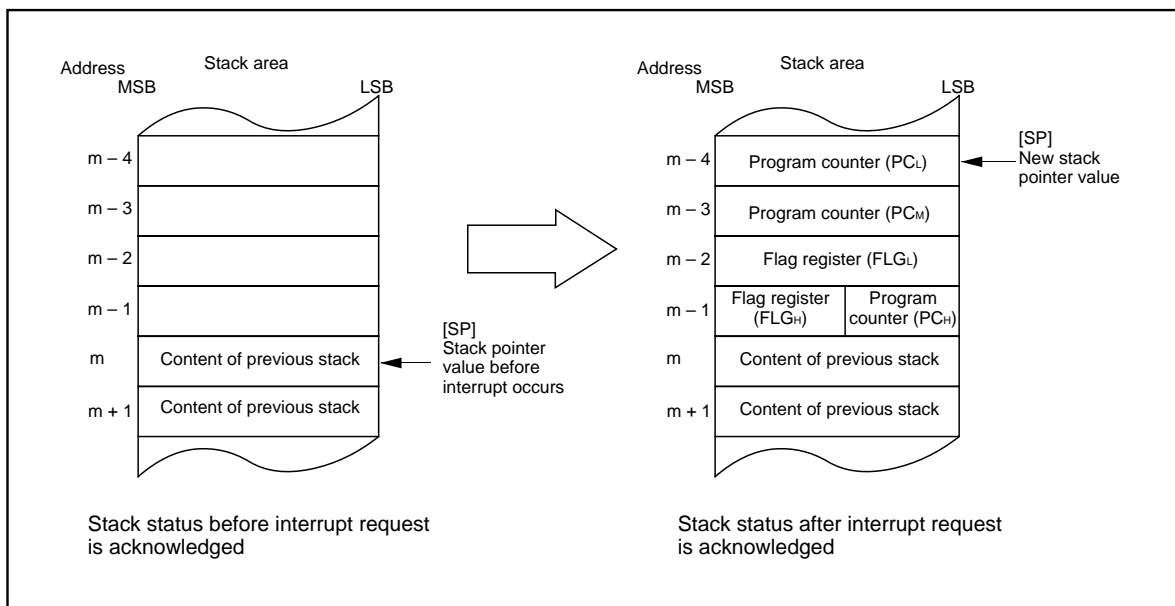 Address
MSB
Stack area
LSB
m – 4
m – 3
m – 2
m – 1
m
Content of previous stack
m + 1
Content of previous stack
[SP]
Stack pointer
value before
interrupt occurs
Stack status before interrupt request
is acknowledged
Address
MSB
Stack area
LSB
m – 4
Program counter (PCL)
m – 3
Program counter (PCM)
m – 2
Flag register (FLGL)
m – 1
Flag register
(FLGH)
Program
counter (PCH)
m
Content of previous stack
m + 1
Content of previous stack
[SP]
New stack
pointer value
Stack status after interrupt request
is acknowledged